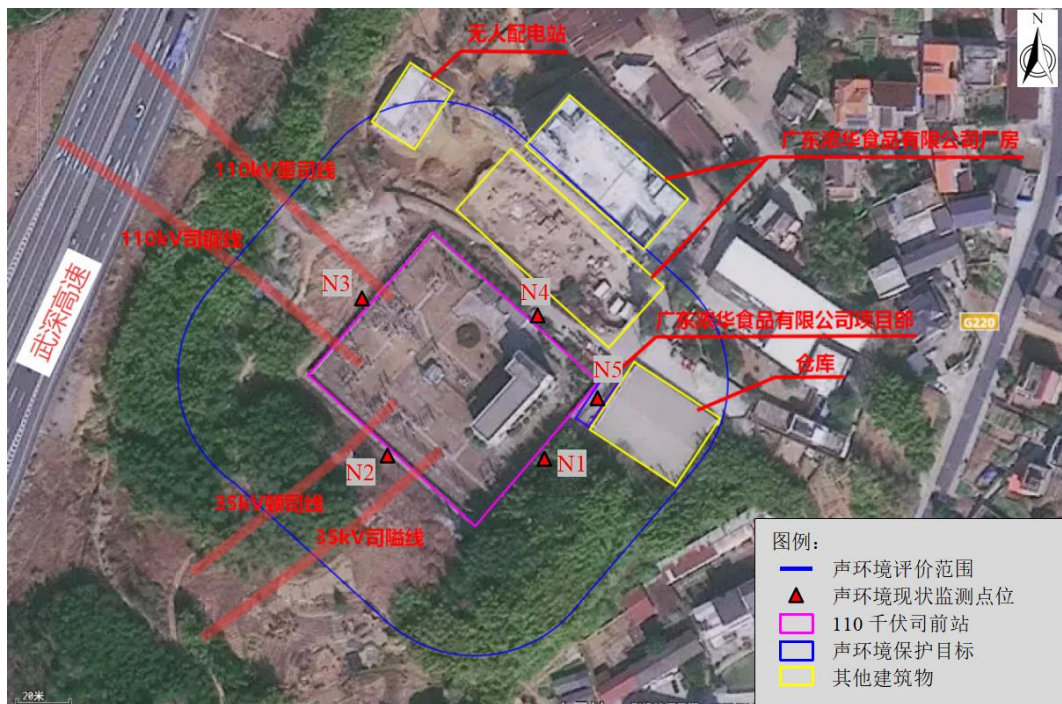 N
无人配电站
广东浓华食品有限公司厂房
110kV墨司线
110kV司铜线
武深高速
N3
N4
G220
广东浓华食品有限公司项目部
仓库
N5
N2
N1
35kV顿司线
35kV司隘线
图例：
声环境评价范围
声环境现状监测点位
110 千伏司前站
声环境保护目标
其他建筑物
20米